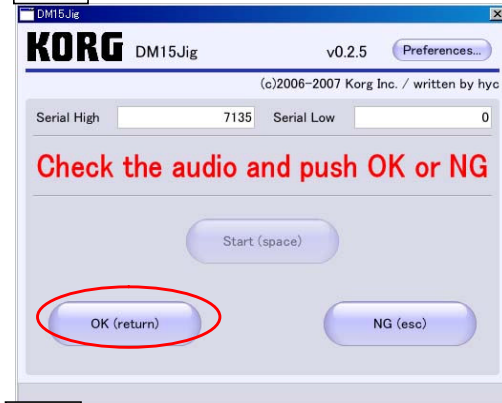 DM15Jig
KORG DM15Jig v0.2.5 Preferences...
(c)2006-2007 Korg Inc. / written by hyc
Serial High 7135 Serial Low 0
Check the audio and push OK or NG
Start (space)
OK (return) NG (esc)